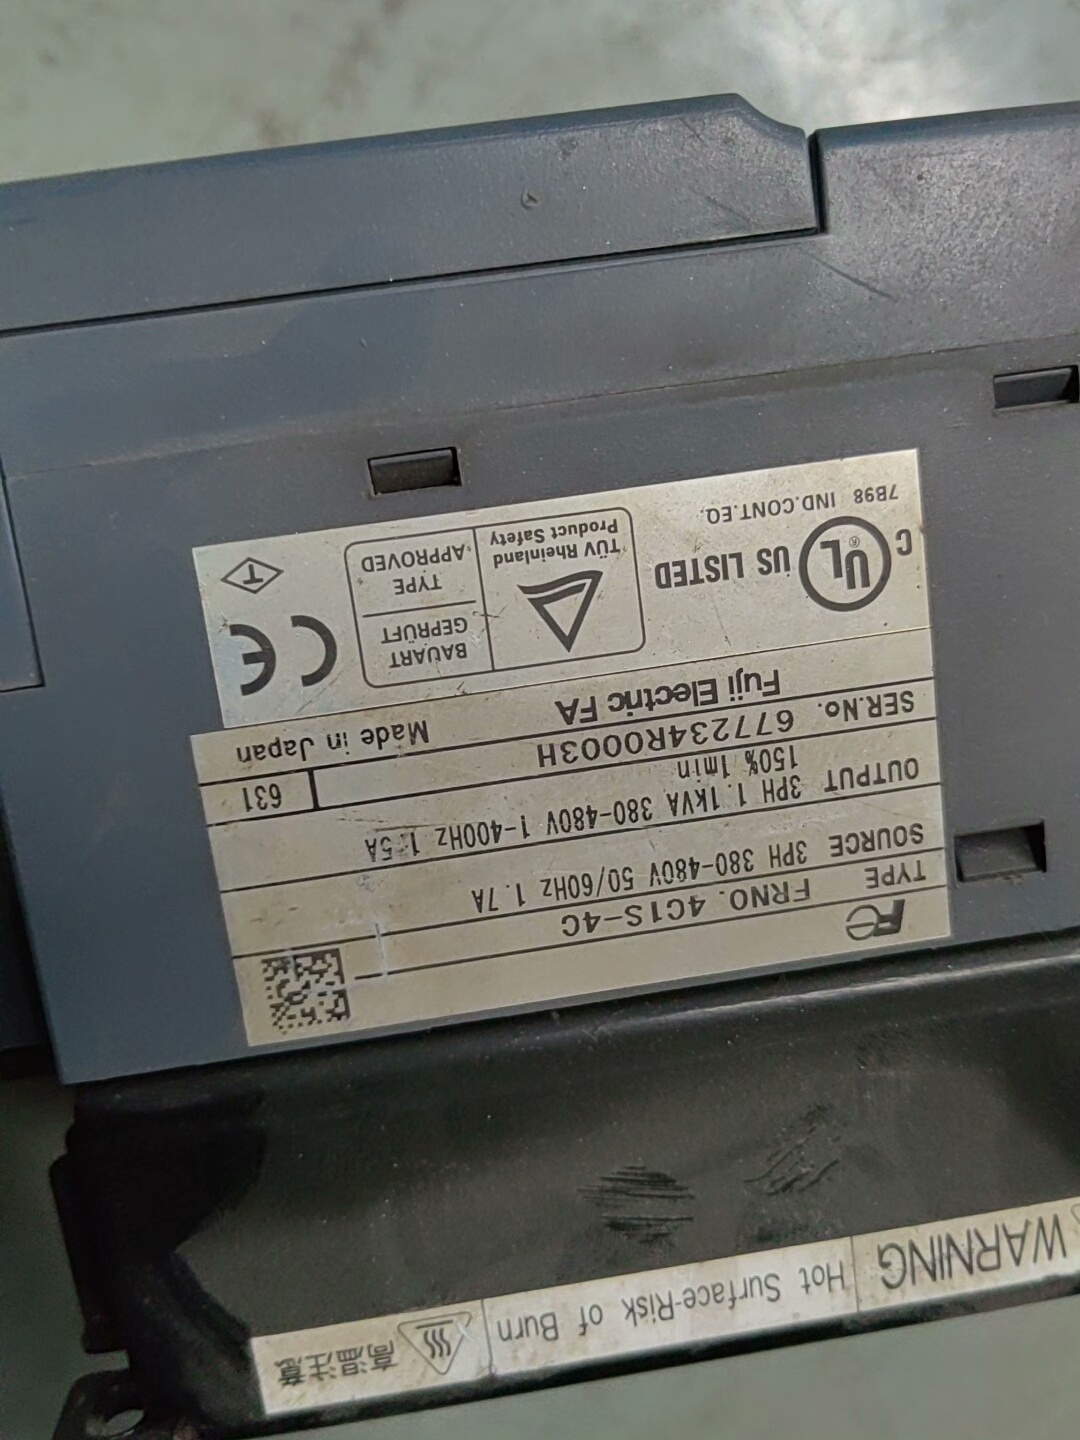 Fe
TYPE FRN0.4C1S-4C
SOURCE 3PH 380-480V 50/60Hz 1.7A
OUTPUT 3PH 1.1KVA 380-480V 1-400Hz 1.5A
150% 1min
SER.No. 677234R0003H 631
Fuji Electric FA Made in Japan
C UL ® US LISTED
7B98 IND.CONT.EQ.
TÜV Rheinland
Product Safety
BAUART
GEPRÜFT
TYPE
APPROVED
CE
T
WARNING Hot Surface-Risk of Burn 高温注意